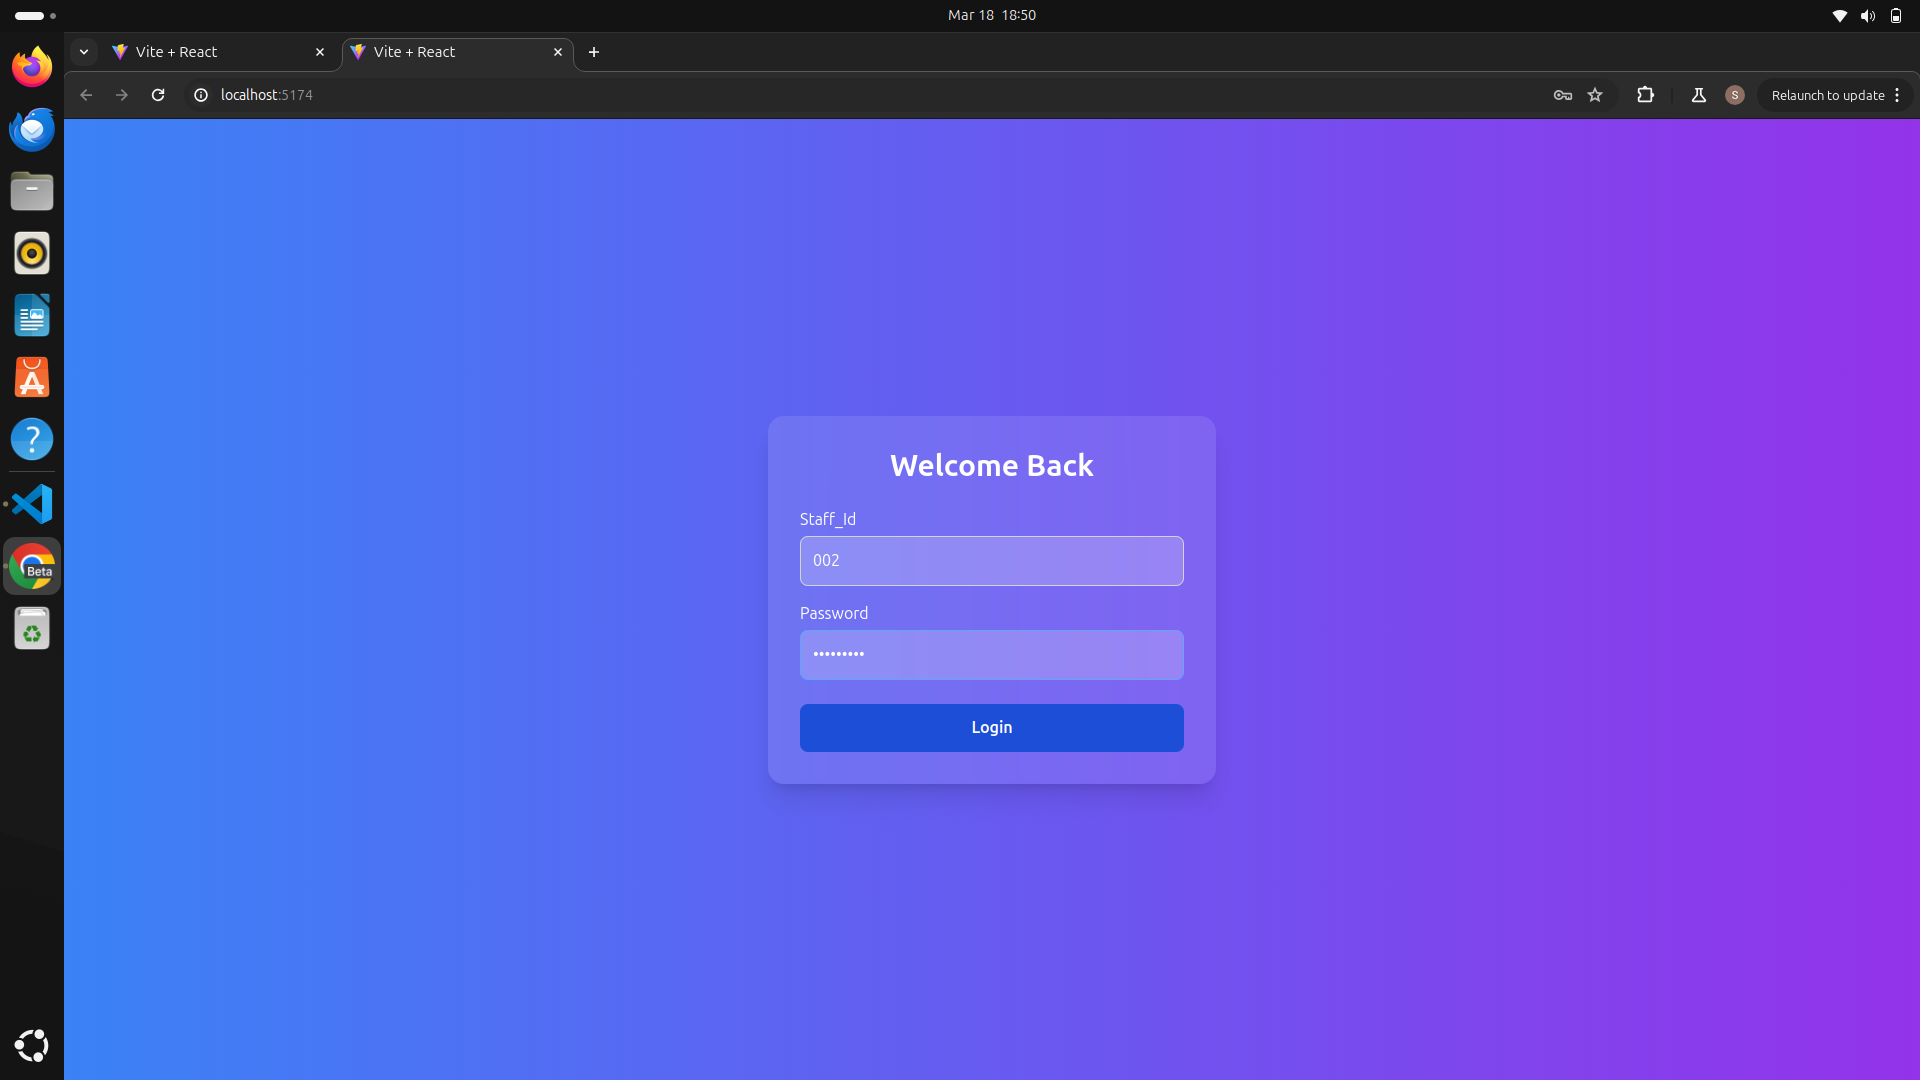 Mar 18 18:50
Vite + React
Vite + React
localhost:5174
S
Relaunch to update
Welcome Back
Staff_Id
002
Password
•••••••••
Login
Beta